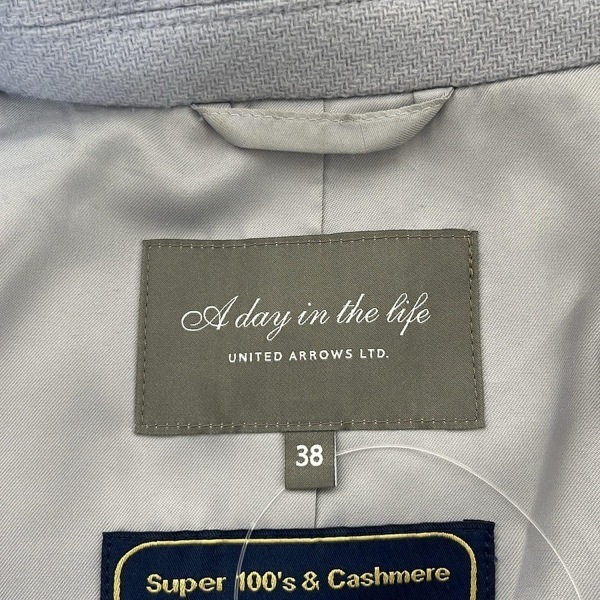 A day in the life
UNITED ARROWS LTD.
38
Super 100's & Cashmere